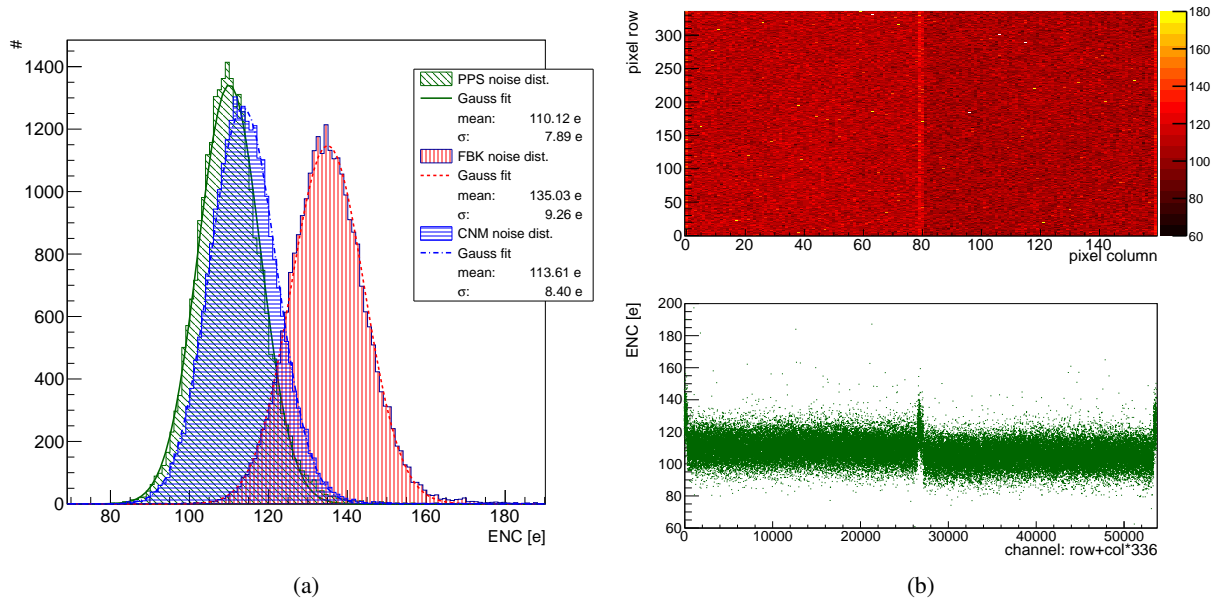 #
1400
1200
1000
800
600
400
200
0
80 100 120 140 160 180
ENC [e]
PPS noise dist.
Gauss fit
mean: 110.12 e
σ: 7.89 e
FBK noise dist.
Gauss fit
mean: 135.03 e
σ: 9.26 e
CNM noise dist.
Gauss fit
mean: 113.61 e
σ: 8.40 e
(a)
pixel row
300
250
200
150
100
50
0
0 20 40 60 80 100 120 140
pixel column
180
160
140
120
100
80
60
ENC [e]
200
180
160
140
120
100
80
60
0 10000 20000 30000 40000 50000
channel: row+col*336
(b)